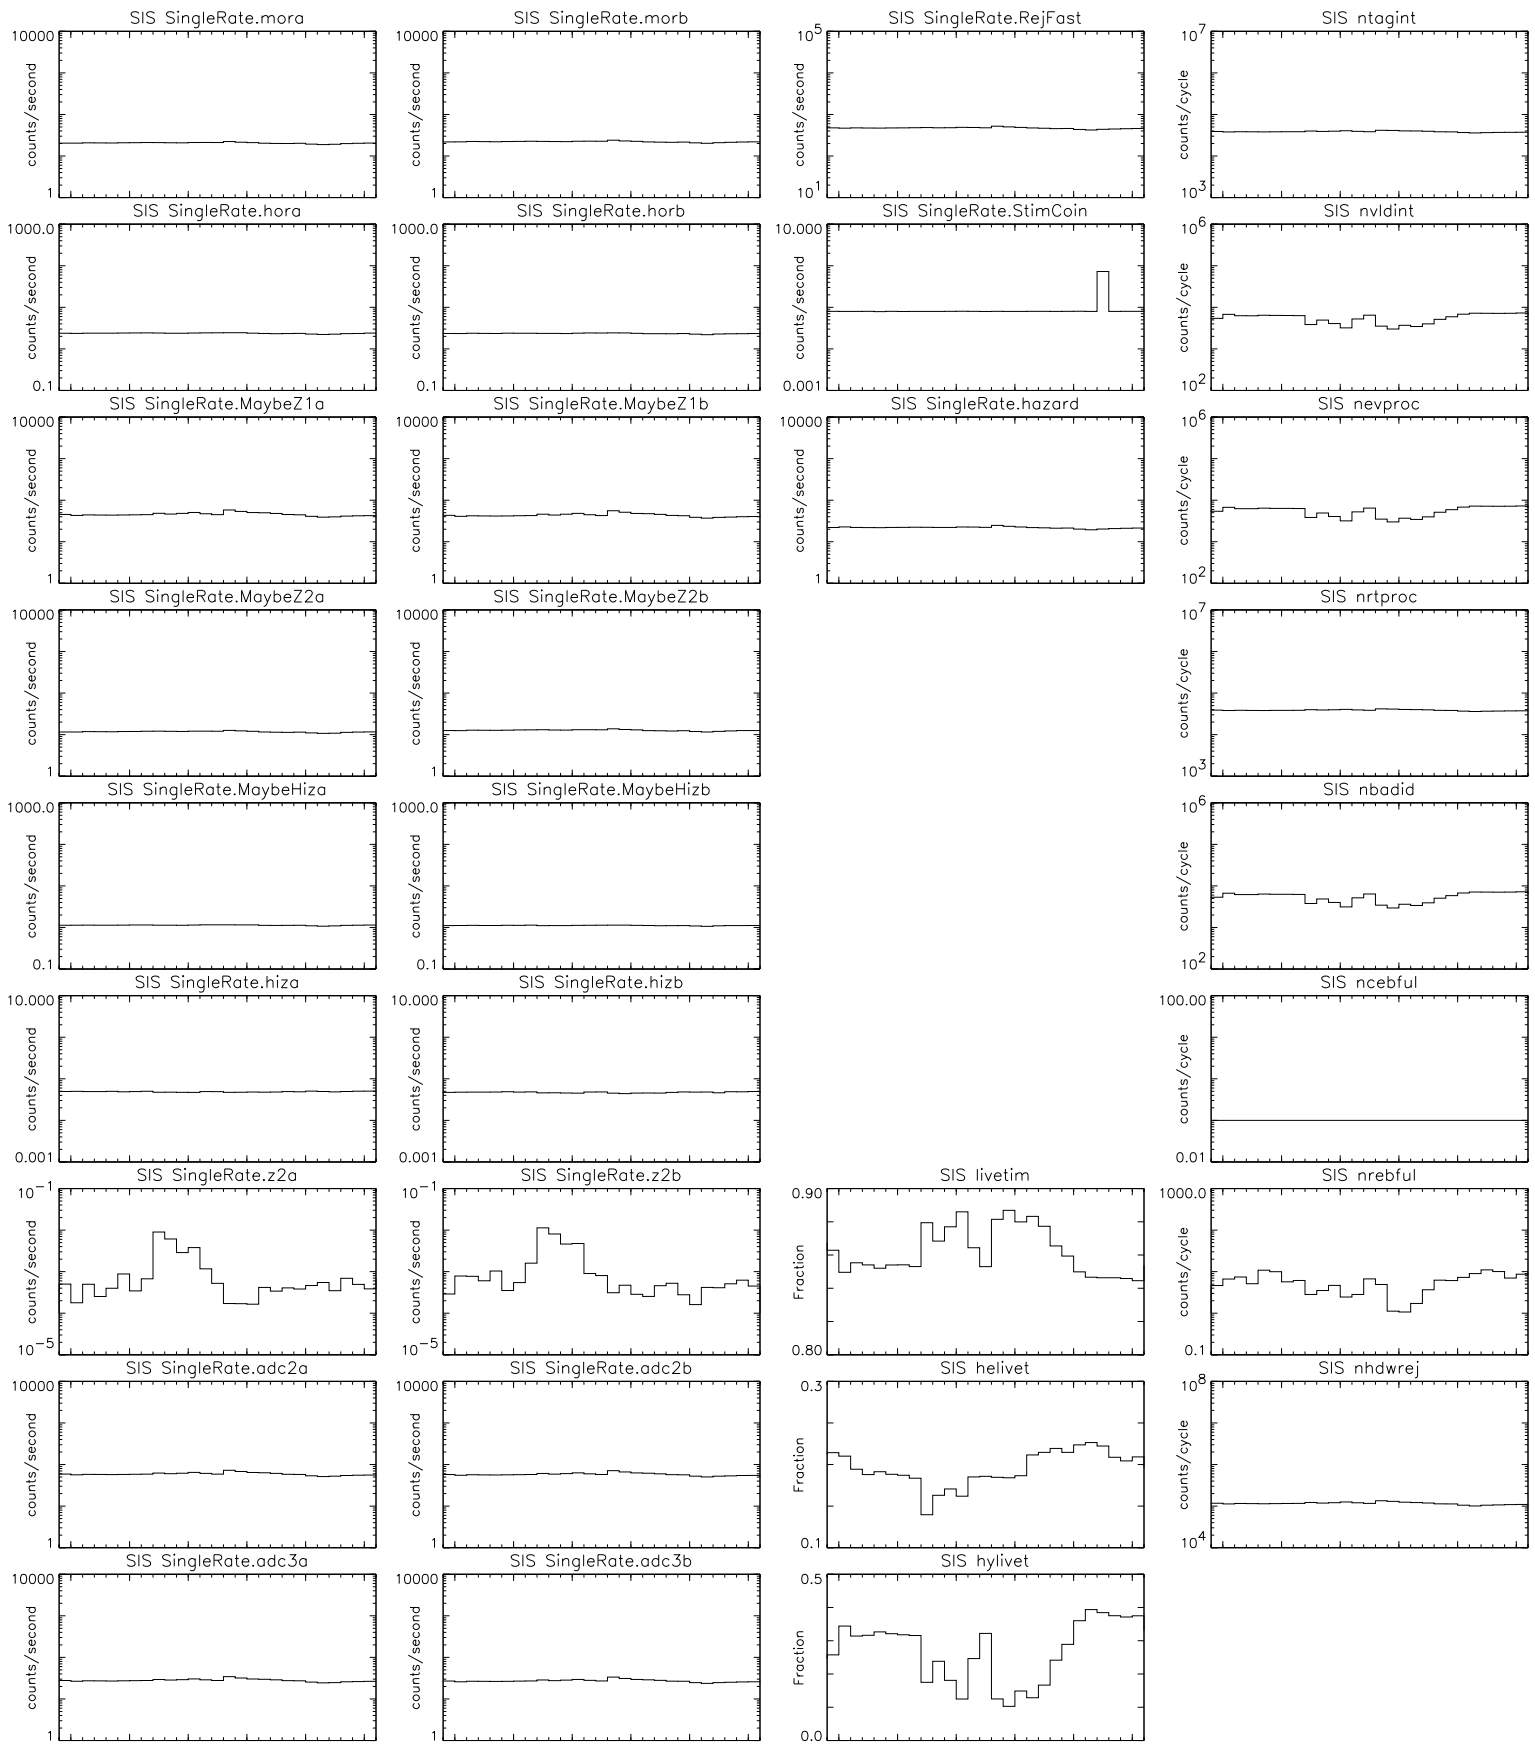 SIS SingleRate.mora
10000
counts/second
1
SIS SingleRate.morb
10000
counts/second
1
SIS SingleRate.RejFast
10^5
counts/second
10^1
SIS ntagint
10^7
counts/cycle
10^3
SIS SingleRate.hora
1000.0
counts/second
0.1
SIS SingleRate.horb
1000.0
counts/second
0.1
SIS SingleRate.StimCoin
10.000
counts/second
0.001
SIS nvldint
10^6
counts/cycle
10^2
SIS SingleRate.MaybeZ1a
10000
counts/second
1
SIS SingleRate.MaybeZ1b
10000
counts/second
1
SIS SingleRate.hazard
10000
counts/second
1
SIS nevproc
10^6
counts/cycle
10^2
SIS SingleRate.MaybeZ2a
10000
counts/second
1
SIS SingleRate.MaybeZ2b
10000
counts/second
1
SIS nrtproc
10^7
counts/cycle
10^3
SIS SingleRate.MaybeHiza
1000.0
counts/second
0.1
SIS SingleRate.MaybeHizb
1000.0
counts/second
0.1
SIS nbadid
10^6
counts/cycle
10^2
SIS SingleRate.hiza
10.000
counts/second
0.001
SIS SingleRate.hizb
10.000
counts/second
0.001
SIS ncebful
100.00
counts/cycle
0.01
SIS SingleRate.z2a
10^-1
counts/second
10^-5
SIS SingleRate.z2b
10^-1
counts/second
10^-5
SIS livetim
0.90
Fraction
0.80
SIS nrebful
1000.0
counts/cycle
0.1
SIS SingleRate.adc2a
10000
counts/second
1
SIS SingleRate.adc2b
10000
counts/second
1
SIS helivet
0.3
Fraction
0.1
SIS nhdwrej
10^8
counts/cycle
10^4
SIS SingleRate.adc3a
10000
counts/second
1
SIS SingleRate.adc3b
10000
counts/second
1
SIS hylivet
0.5
Fraction
0.0